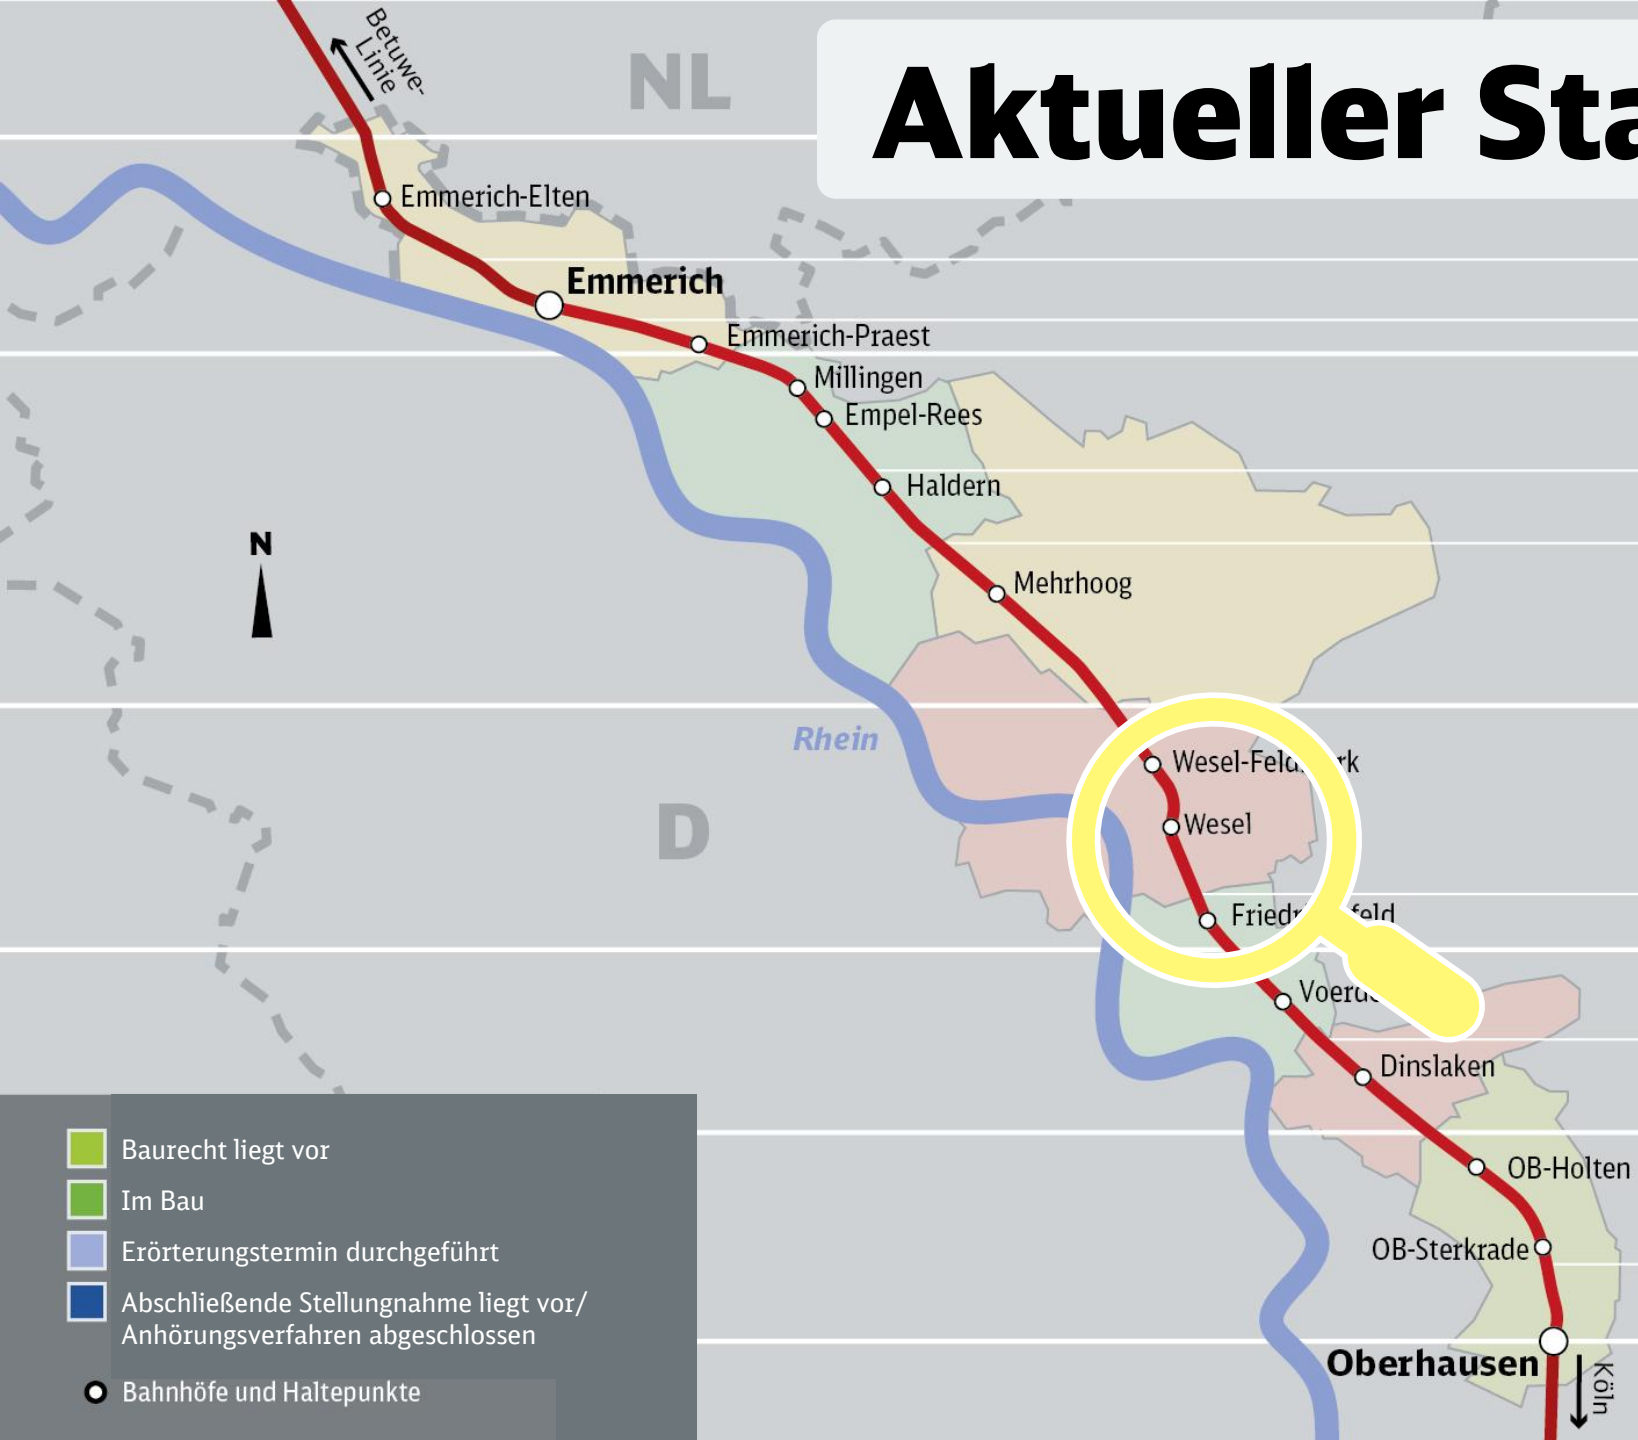 Betuwe-
Linie
NL
Aktueller
Emmerich-Elten
Emmerich
Emmerich-Praest
Millingen
Empel-Rees
Haldern
N
Mehrhoog
Rhein
D
Wesel
Dinslaken
OB-Holten
OB-Sterkrade
Oberhausen
Köln
Baurecht liegt vor
Im Bau
Erörterungstermin durchgeführt
Abschließende Stellungnahme liegt vor/
Anhörungsverfahren abgeschlossen
Bahnhöfe und Haltepunkte